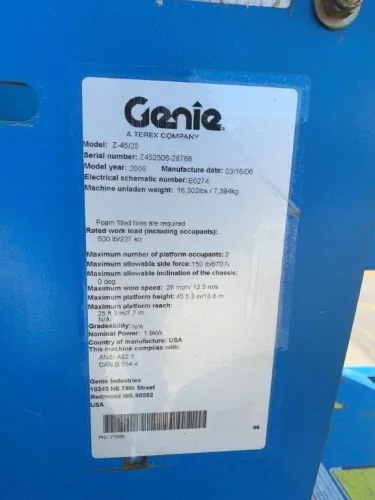 Genie
A TEREX COMPANY
Model: Z-45/25
Serial number: Z452506-28768
Model year: 2006 Manufacture date: 03/16/06
Electrical schematic number: E0274
Machine unladen weight: 16,302lbs / 7,394kg
Foam filled tires are required
Rated work load (including occupants):
500 lb/227 kg
Maximum number of platform occupants: 2
Maximum allowable side force: 150 lb/670 N
Maximum allowable inclination of the chassis:
0 deg
Maximum wind speed: 28 mph/ 12.5 m/s
Maximum platform height: 45 ft 3 in/13.8 m
Maximum platform reach:
25 ft 3 in/7.7 m
N/A
Gradeability: N/A
Nominal Power: 1.9kW
Country of manufacture: USA
This machine complies with:
ANSI A92.5
CAN B.354.4
Genie Industries
18340 NE 76th Street
Redmond WA 98052
USA